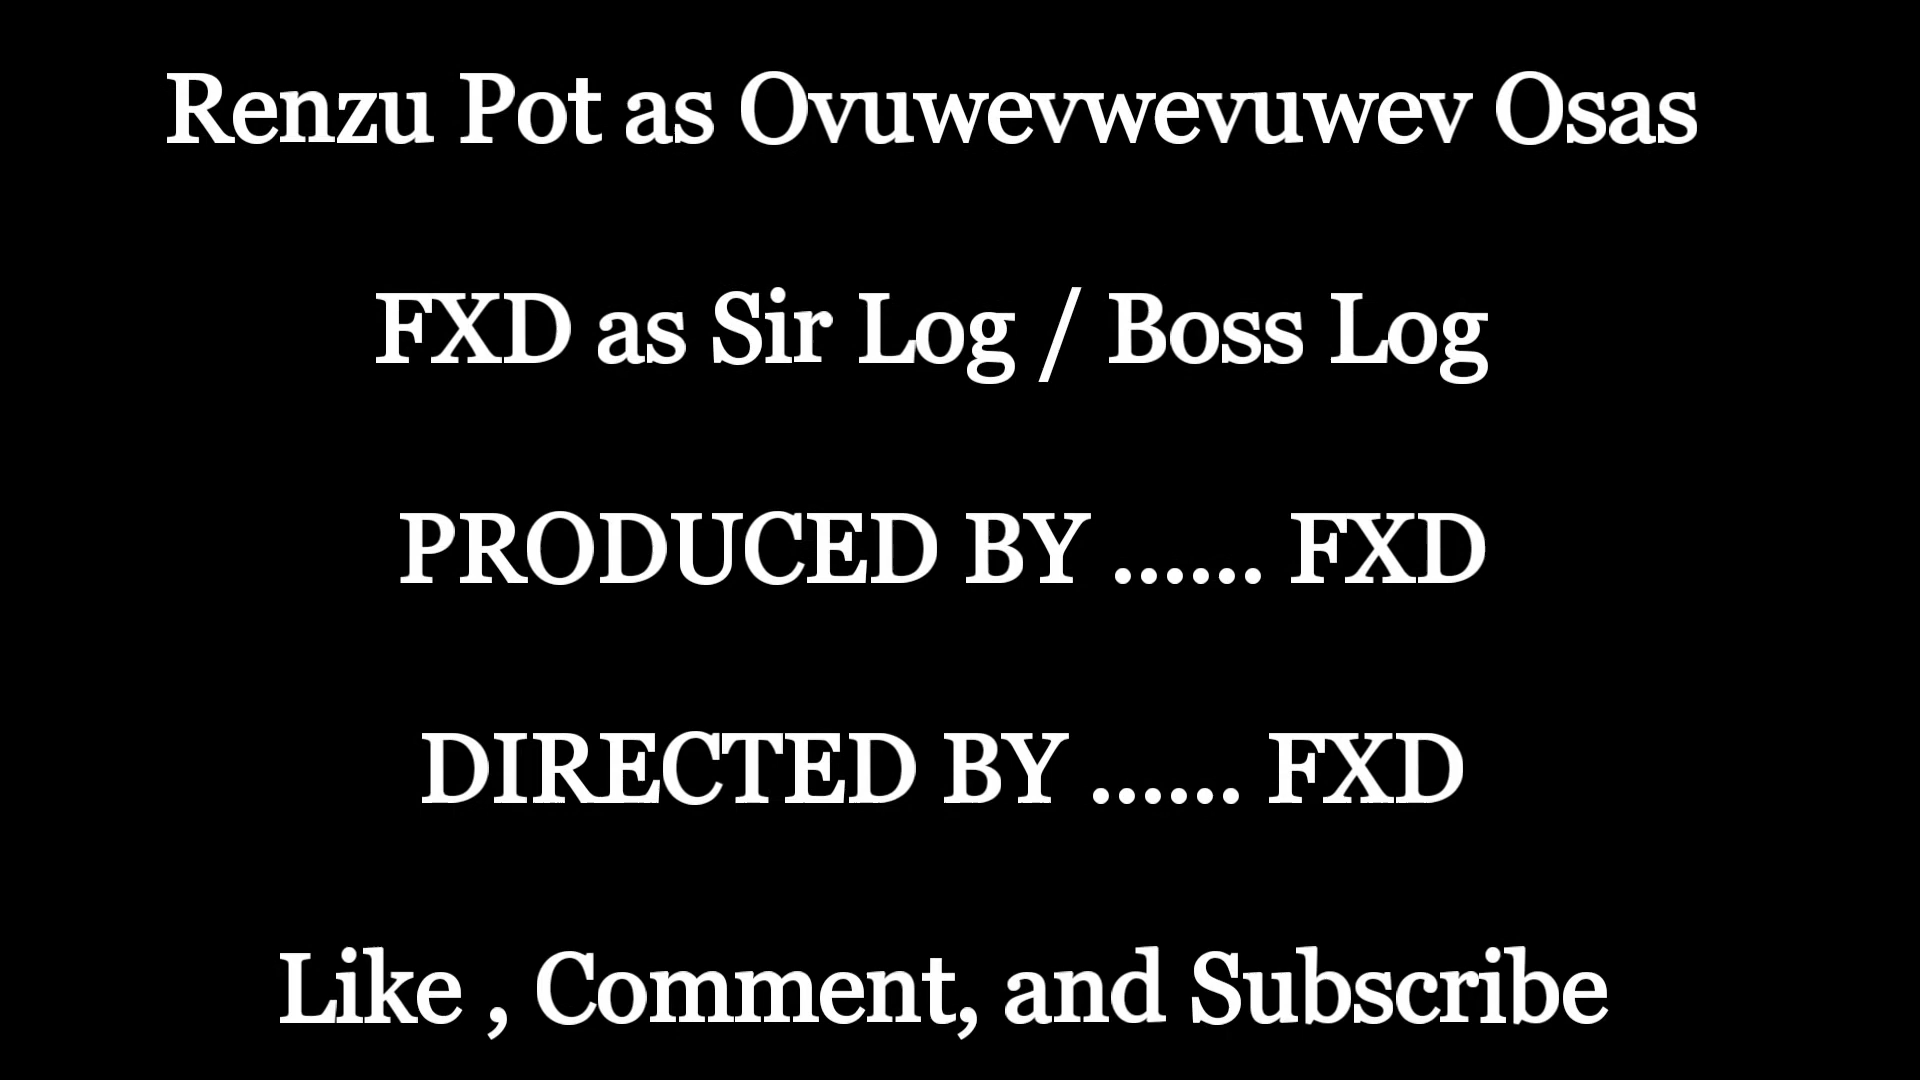 Renzu Pot as Ovuwevwevuwev Osas
FXD as Sir Log / Boss Log
PRODUCED BY ...... FXD
DIRECTED BY ...... FXD
Like , Comment, and Subscribe